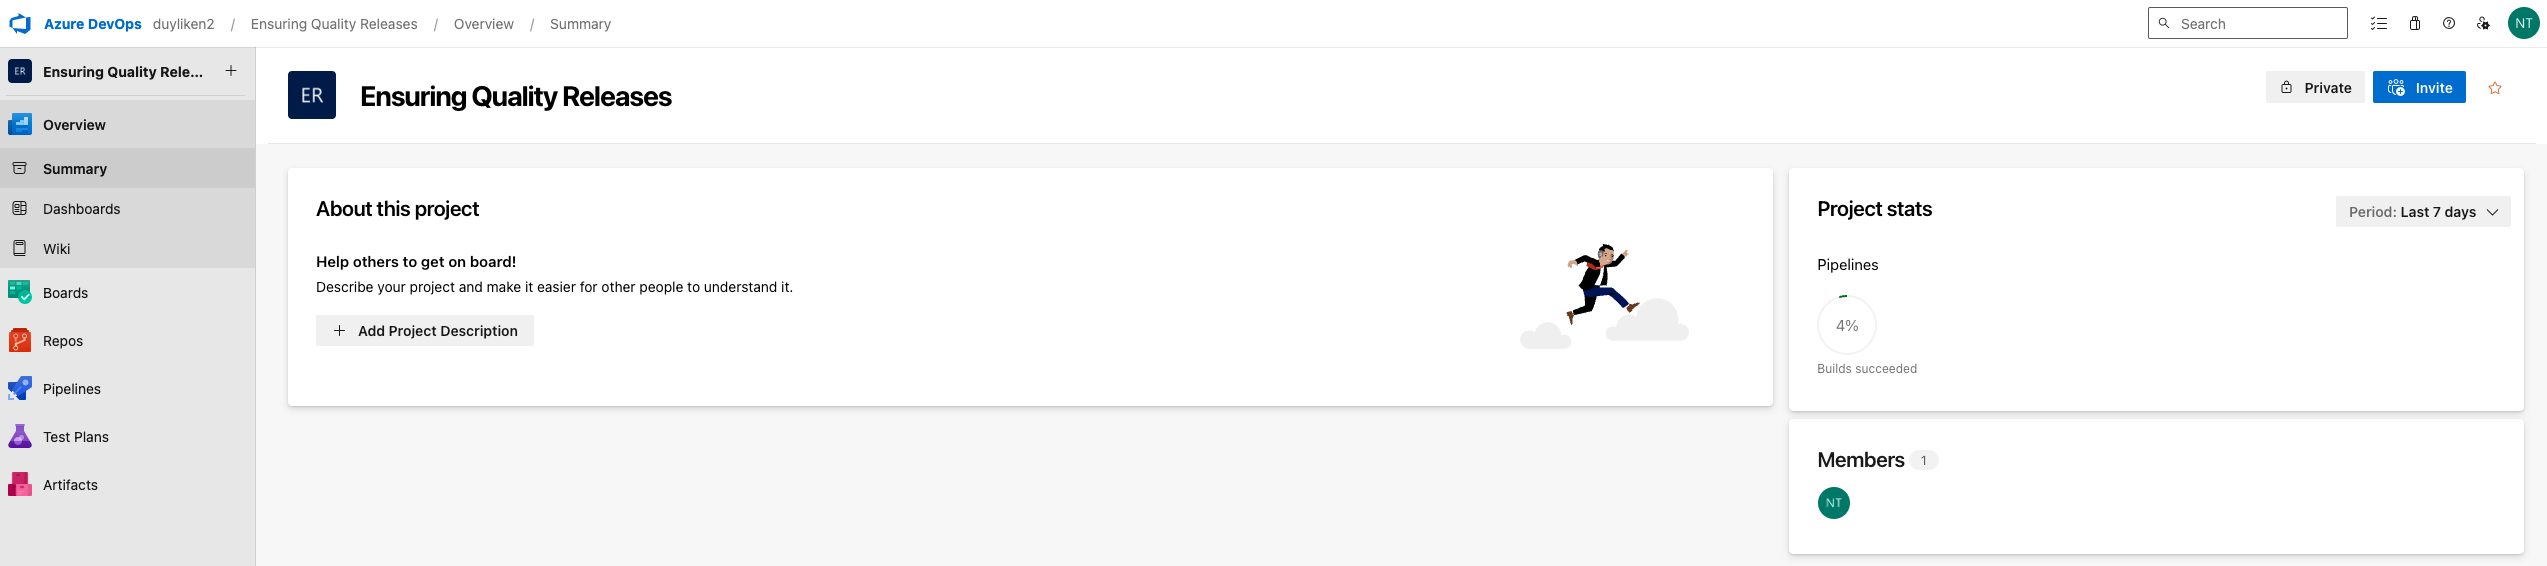 Azure DevOps duyliken2 / Ensuring Quality Releases / Overview / Summary
Search
NT
ER Ensuring Quality Rele... +
Overview
Summary
Dashboards
Wiki
Boards
Repos
Pipelines
Test Plans
Artifacts
ER Ensuring Quality Releases
Private
Invite
About this project
Help others to get on board!
Describe your project and make it easier for other people to understand it.
+ Add Project Description
Project stats
Period: Last 7 days
Pipelines
4%
Builds succeeded
Members 1
NT